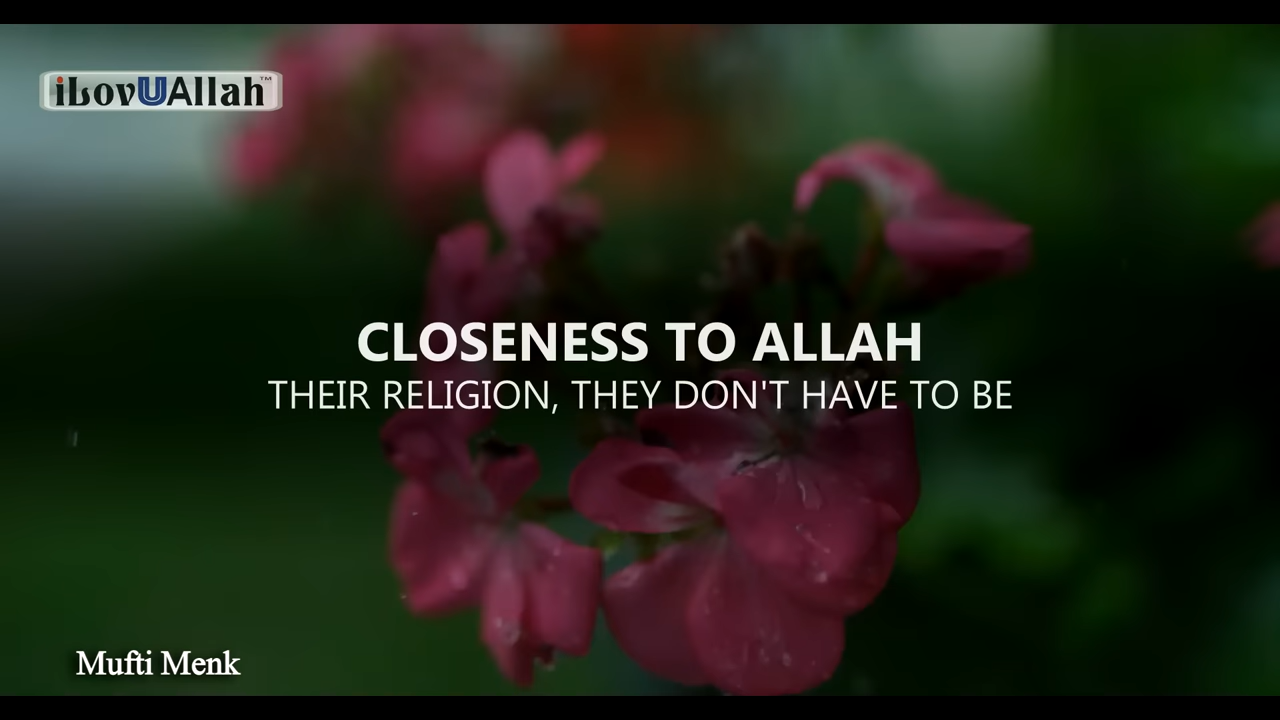 iLovUAllah™
CLOSENESS TO ALLAH
THEIR RELIGION, THEY DON'T HAVE TO BE
Mufti Menk